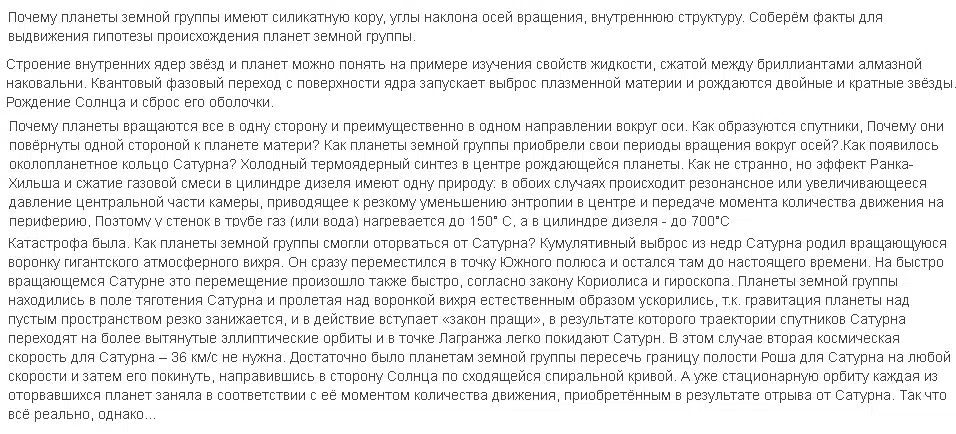 Почему планеты земной группы имеют силикатную кору, углы наклона осей вращения, внутреннюю структуру. Соберём факты для
выдвижения гипотезы происхождения планет земной группы.
Строение внутренних ядер звёзд и планет можно понять на примере изучения свойств жидкости, сжатой между бриллиантами алмазной
наковальни. Квантовый фазовый переход с поверхности ядра запускает выброс плазменной материи и рождаются двойные и кратные звёзды.
Рождение Солнца и сброс его оболочки.
Почему планеты вращаются все в одну сторону и преимущественно в одном направлении вокруг оси. Как образуются спутники, Почему они
повёрнуты одной стороной к планете матери? Как планеты земной группы приобрели свои периоды вращения вокруг осей?.Как появилось
околопланетное кольцо Сатурна? Холодный термоядерный синтез в центре рождающейся планеты. Как не странно, но эффект Ранка-
Хильша и сжатие газовой смеси в цилиндре дизеля имеют одну природу: в обоих случаях происходит резонансное или увеличивающееся
давление центральной части камеры, приводящее к резкому уменьшению энтропии в центре и передаче момента количества движения на
периферию. Поэтому у стенок в трубе газ (или вода) нагревается до 150° С, а в цилиндре дизеля - до 700°С
Катастрофа была. Как планеты земной группы смогли оторваться от Сатурна? Кумулятивный выброс из недр Сатурна родил вращающуюся
воронку гигантского атмосферного вихря. Он сразу переместился в точку Южного полюса и остался там до настоящего времени. На быстро
вращающемся Сатурне это перемещение произошло также быстро, согласно закону Кориолиса и гироскопа. Планеты земной группы
находились в поле тяготения Сатурна и пролетая над воронкой вихря естественным образом ускорились, т.к. гравитация планеты над
пустым пространством резко занижается, и в действие вступает «закон пращи», в результате которого траектории спутников Сатурна
переходят на более вытянутые эллиптические орбиты и в точке Лагранжа легко покидают Сатурн. В этом случае вторая космическая
скорость для Сатурна – 36 км/с не нужна. Достаточно было планетам земной группы пересечь границу полости Роша для Сатурна на любой
скорости и затем его покинуть, направившись в сторону Солнца по сходящейся спиральной кривой. А уже стационарную орбиту каждая из
оторвавшихся планет заняла в соответствии с её моментом количества движения, приобретённым в результате отрыва от Сатурна. Так что
всё реально, однако...